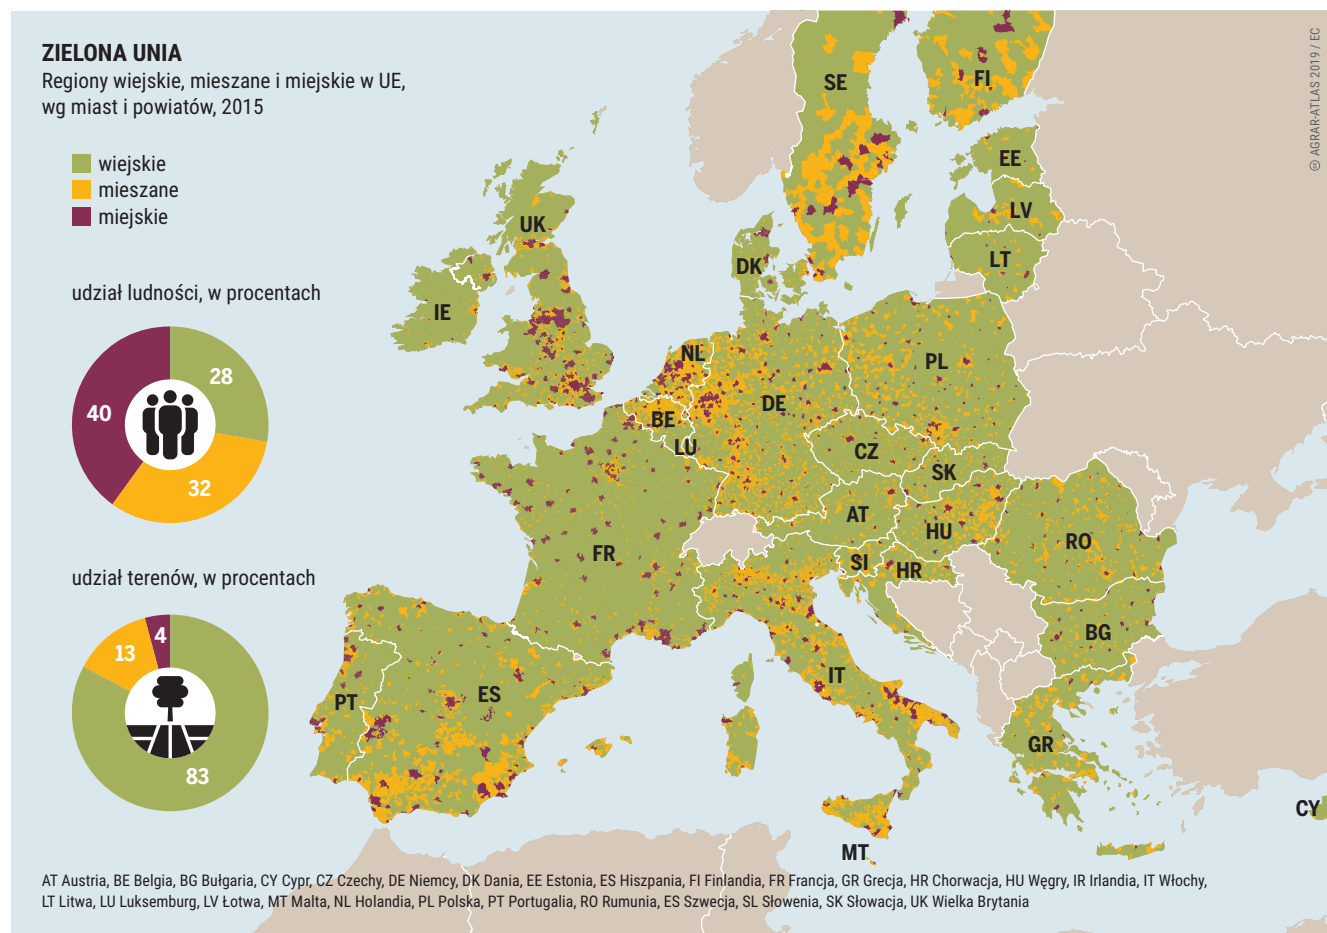 ZIELONA UNIA
Regiony wiejskie, mieszane i miejskie w UE,
wg miast i powiatów, 2015
wiejskie
mieszane
miejskie
udział ludności, w procentach
28
40
32
udział terenów, w procentach
4
13
83
SE
FI
EE
LV
LT
UK
DK
IE
NL
PL
DE
BE
LU
CZ
SK
AT
HU
RO
FR
SI
HR
BG
IT
ES
PT
GR
CY
MT
© AGRAR-ATLAS 2019 / EC
AT Austria, BE Belgia, BG Bułgaria, CY Cypr, CZ Czechy, DE Niemcy, DK Dania, EE Estonia, ES Hiszpania, FI Finlandia, FR Francja, GR Grecja, HR Chorwacja, HU Węgry, IR Irlandia, IT Włochy,
LT Litwa, LU Luksemburg, LV Łotwa, MT Malta, NL Holandia, PL Polska, PT Portugalia, RO Rumunia, ES Szwecja, SL Słowenia, SK Słowacja, UK Wielka Brytania